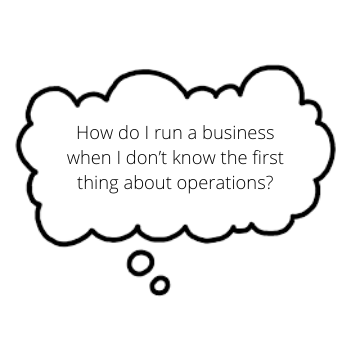 How do I run a business
when I don’t know the first
thing about operations?